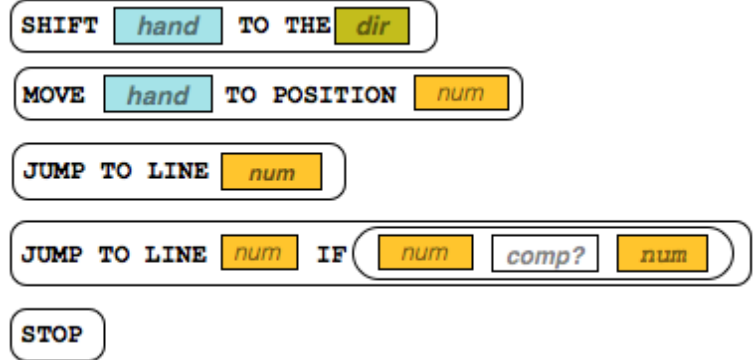 SHIFT hand TO THE dir
MOVE hand TO POSITION num
JUMP TO LINE num
JUMP TO LINE num IF num comp? num
STOP